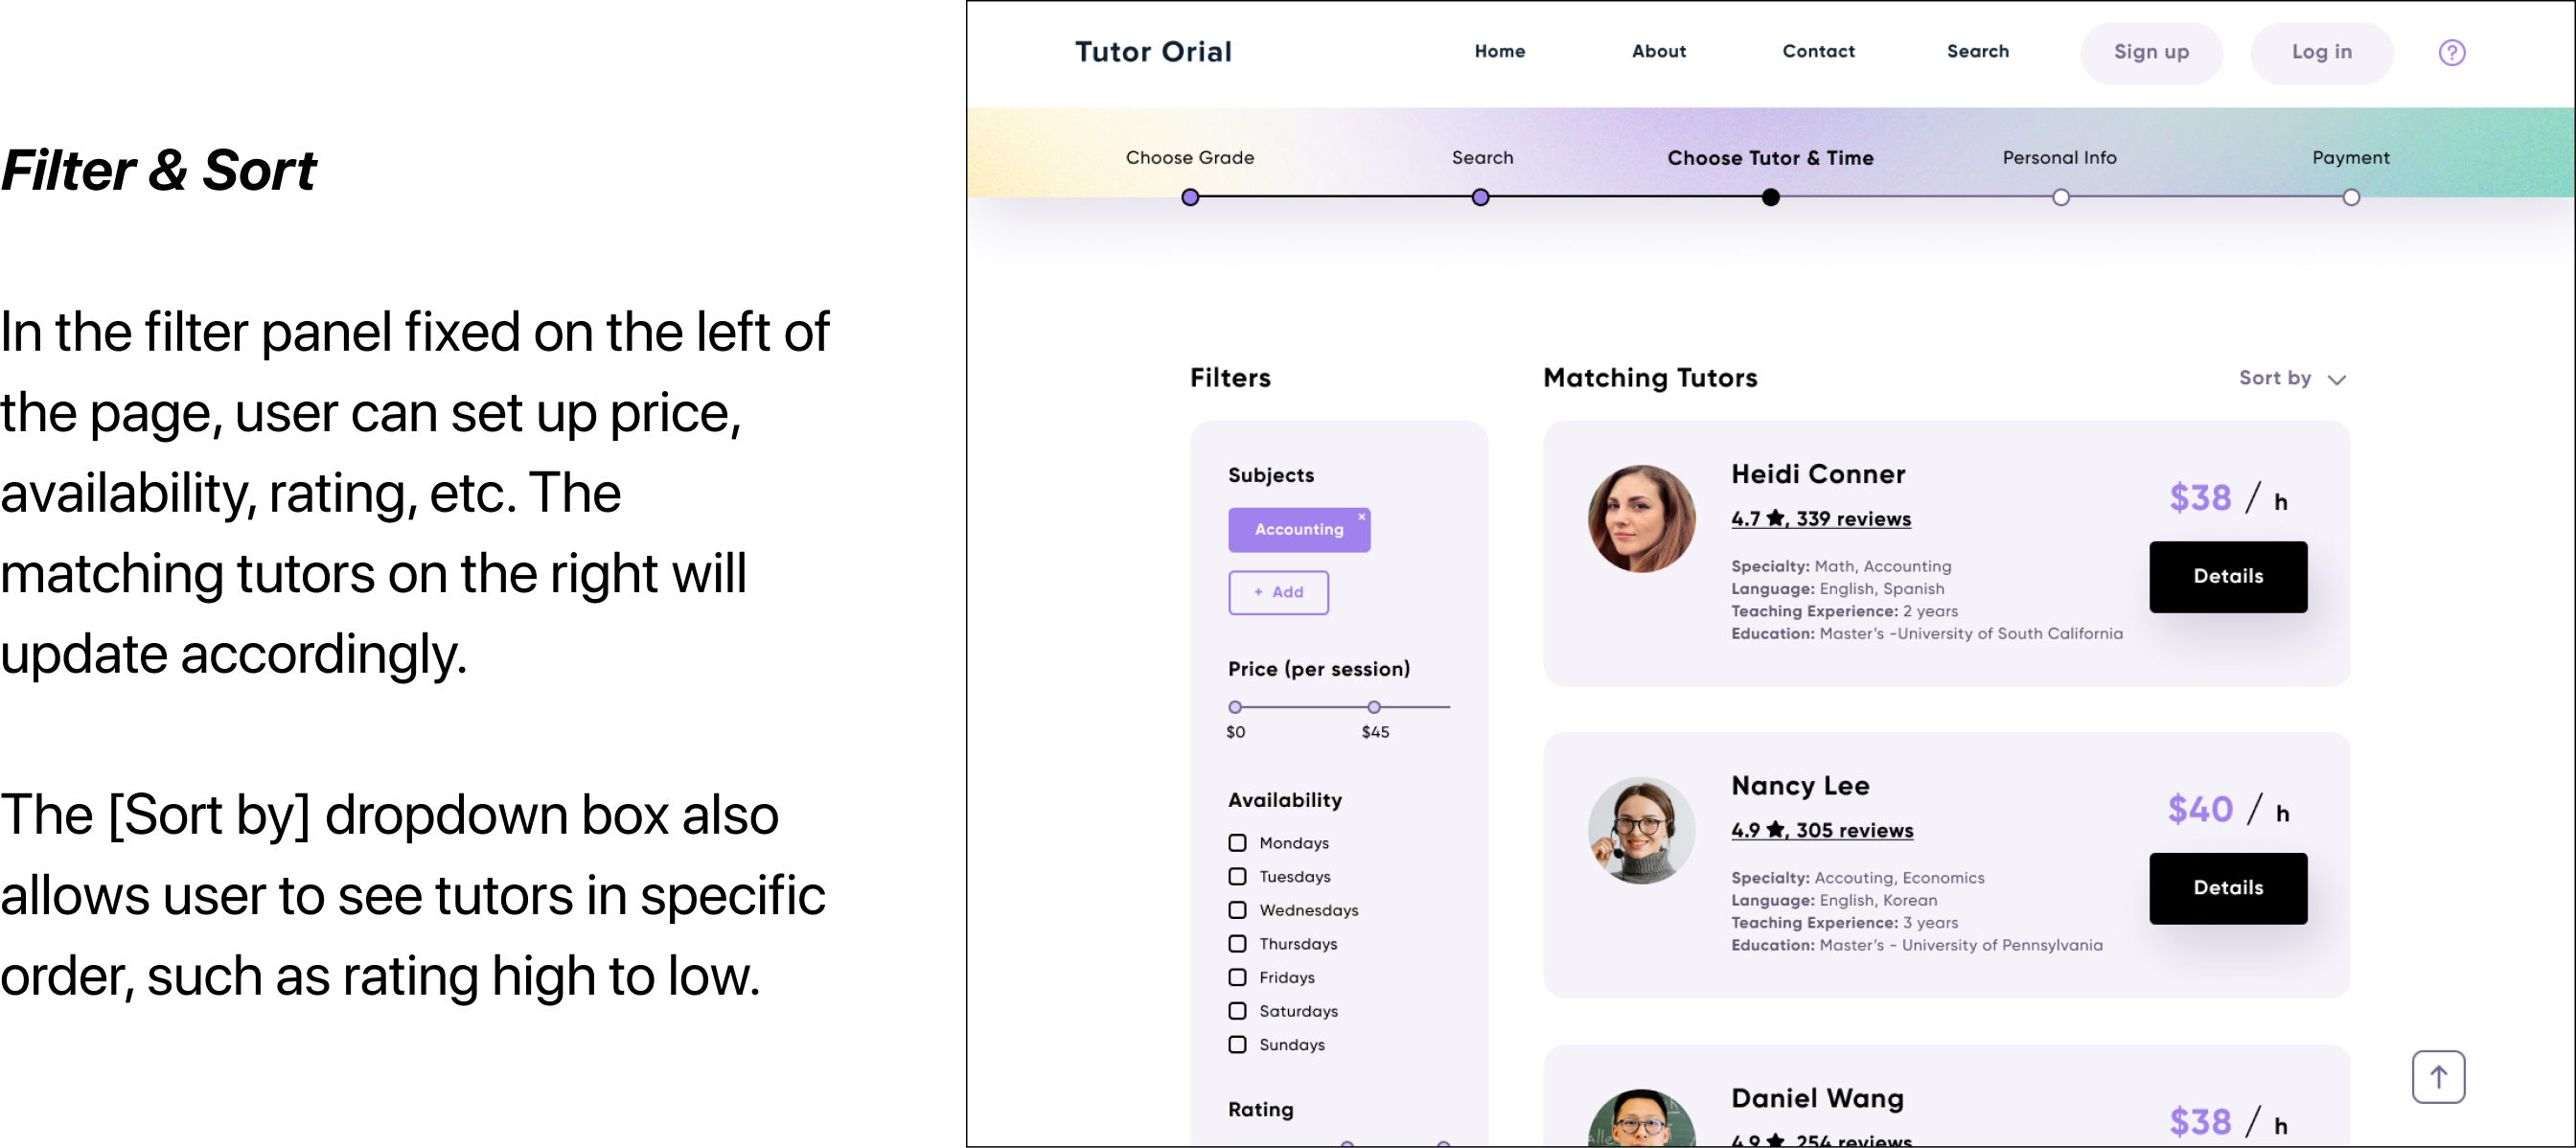 Filter & Sort
In the filter panel fixed on the left of
the page, user can set up price,
availability, rating, etc. The
matching tutors on the right will
update accordingly.
The [Sort by] dropdown box also
allows user to see tutors in specific
order, such as rating high to low.
Tutor Orial
Home
About
Contact
Search
Sign up
Log in
?
Choose Grade
Search
Choose Tutor & Time
Personal Info
Payment
Filters
Subjects
Accounting ×
+ Add
Price (per session)
$0
$45
Availability
Mondays
Tuesdays
Wednesdays
Thursdays
Fridays
Saturdays
Sundays
Rating
Matching Tutors
Sort by
Heidi Conner
4.7 ★, 339 reviews
Specialty: Math, Accounting
Language: English, Spanish
Teaching Experience: 2 years
Education: Master's -University of South California
$38 / h
Details
Nancy Lee
4.9 ★, 305 reviews
Specialty: Accouting, Economics
Language: English, Korean
Teaching Experience: 3 years
Education: Master's - University of Pennsylvania
$40 / h
Details
Daniel Wang
4.9 ★, 254 reviews
$38 / h